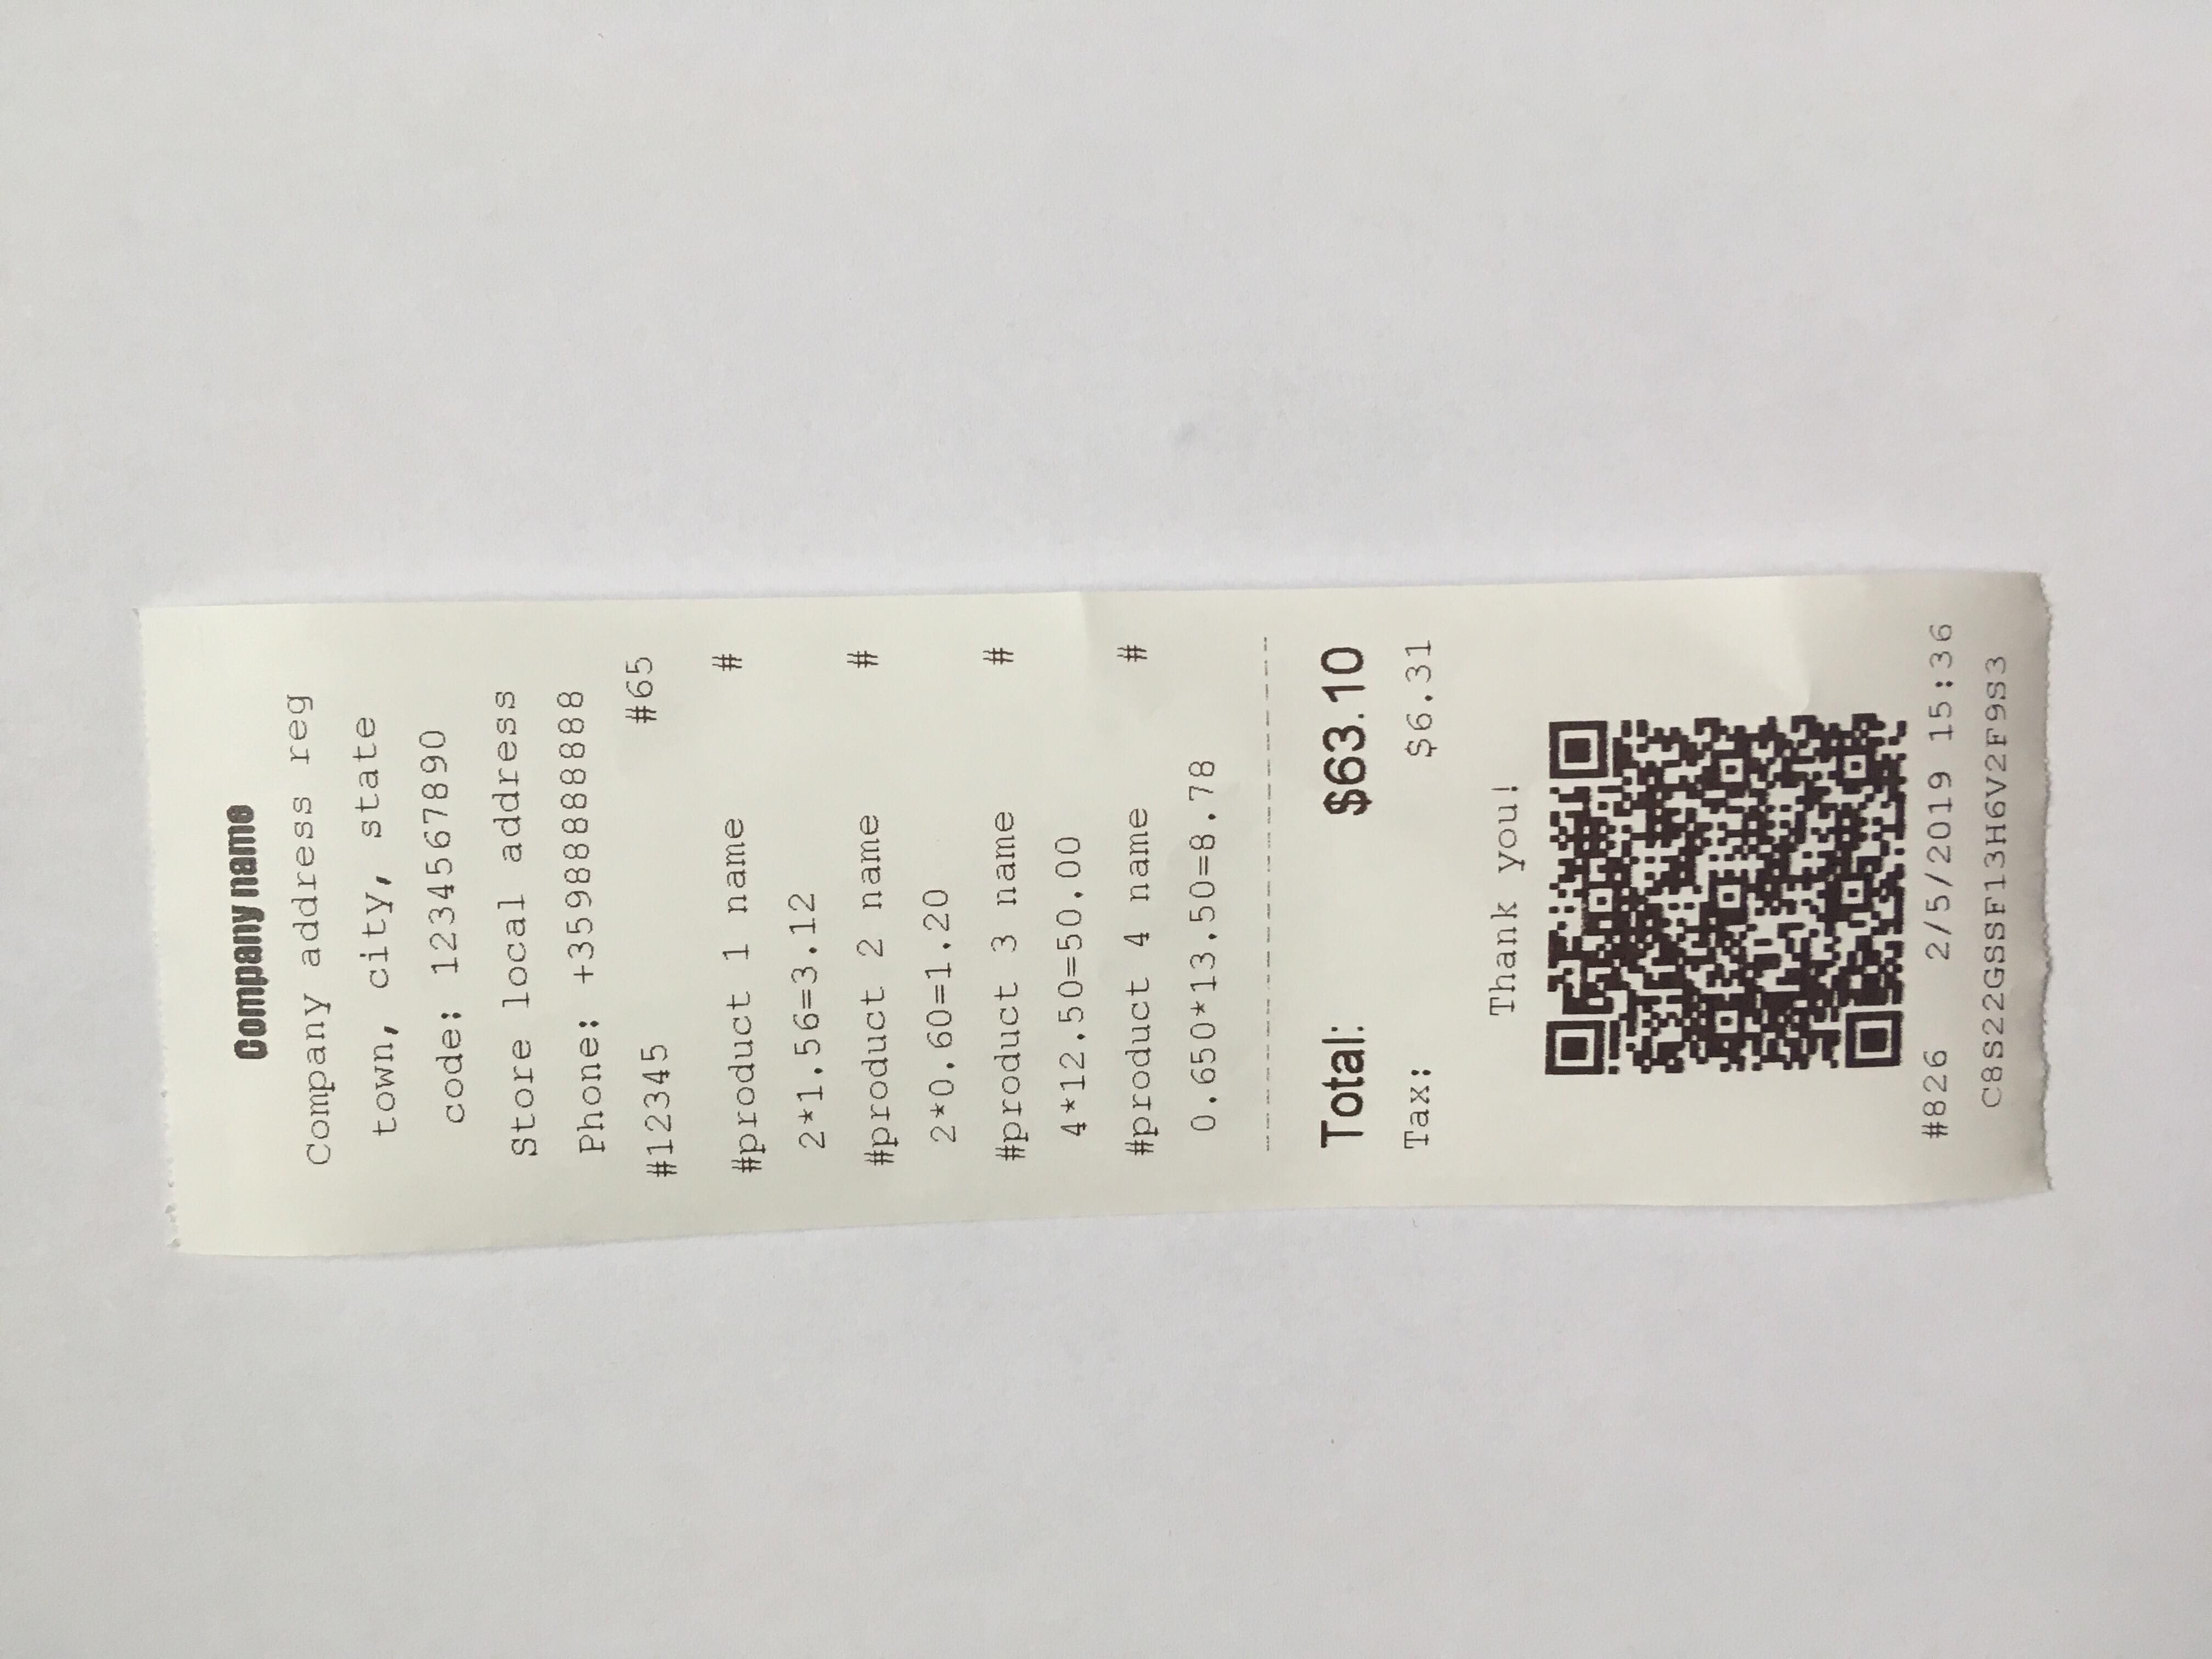 Company name
Company address reg
town, city, state
code: 1234567890
Store local address
Phone: +359888888888
#12345 #65
#product 1 name #
2*1.56=3.12
#product 2 name #
2*0.60=1.20
#product 3 name #
4*12.50=50.00
#product 4 name #
0.650*13.50=8.78
Total: $63.10
Tax: $6.31
Thank you!
#826 2/5/2019 15:36
C8S22GSSF13H6V2F9S3